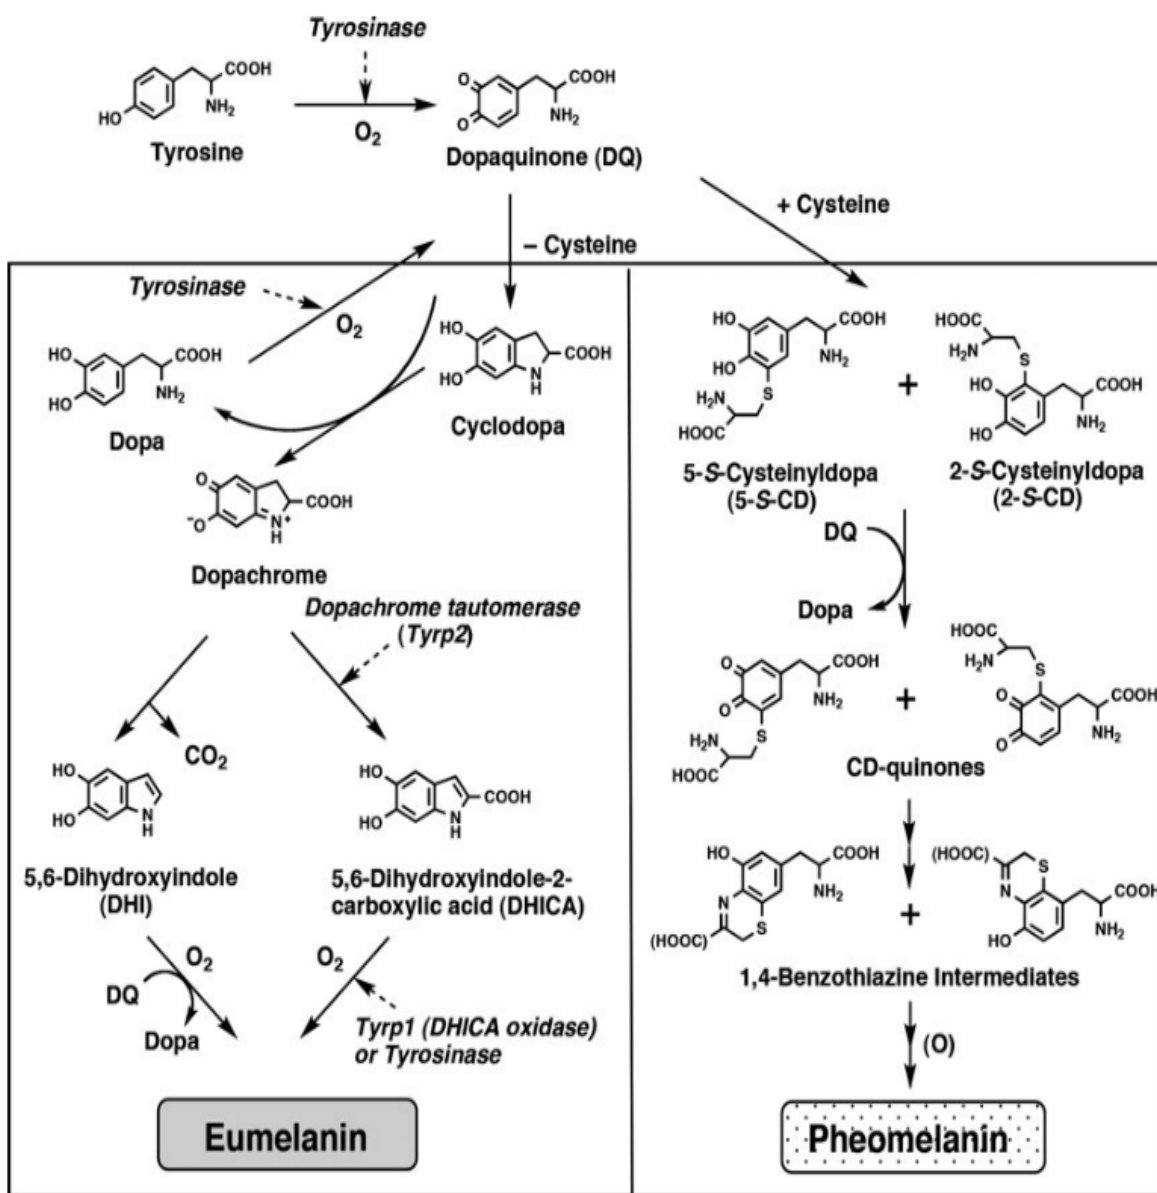 Tyrosinase
COOH
NH2
HO
O2
Tyrosine
O
O
COOH
NH2
Dopaquinone (DQ)
+ Cysteine
– Cysteine
Tyrosinase
O2
HO
HO
COOH
NH2
Dopa
HO
HO
COOH
N
H
Cyclodopa
O
–O
COOH
N+
H
Dopachrome
Dopachrome tautomerase
(Tyrp2)
CO2
HO
HO
N
H
5,6-Dihydroxyindole
(DHI)
HO
HO
COOH
N
H
5,6-Dihydroxyindole-2-
carboxylic acid (DHICA)
O2
DQ
Dopa
O2
Tyrp1 (DHICA oxidase)
or Tyrosinase
Eumelanin
HO
HO
COOH
NH2
S
H2N
HOOC
5-S-Cysteinyldopa
(5-S-CD)
+
HOOC
H2N
S
HO
HO
COOH
NH2
2-S-Cysteinyldopa
(2-S-CD)
DQ
Dopa
O
O
COOH
NH2
S
H2N
HOOC
+
HOOC
H2N
S
O
O
COOH
NH2
CD-quinones
HO
COOH
NH2
N
S
(HOOC)
+
(HOOC)
S
N
HO
COOH
NH2
1,4-Benzothiazine Intermediates
(O)
Pheomelanin